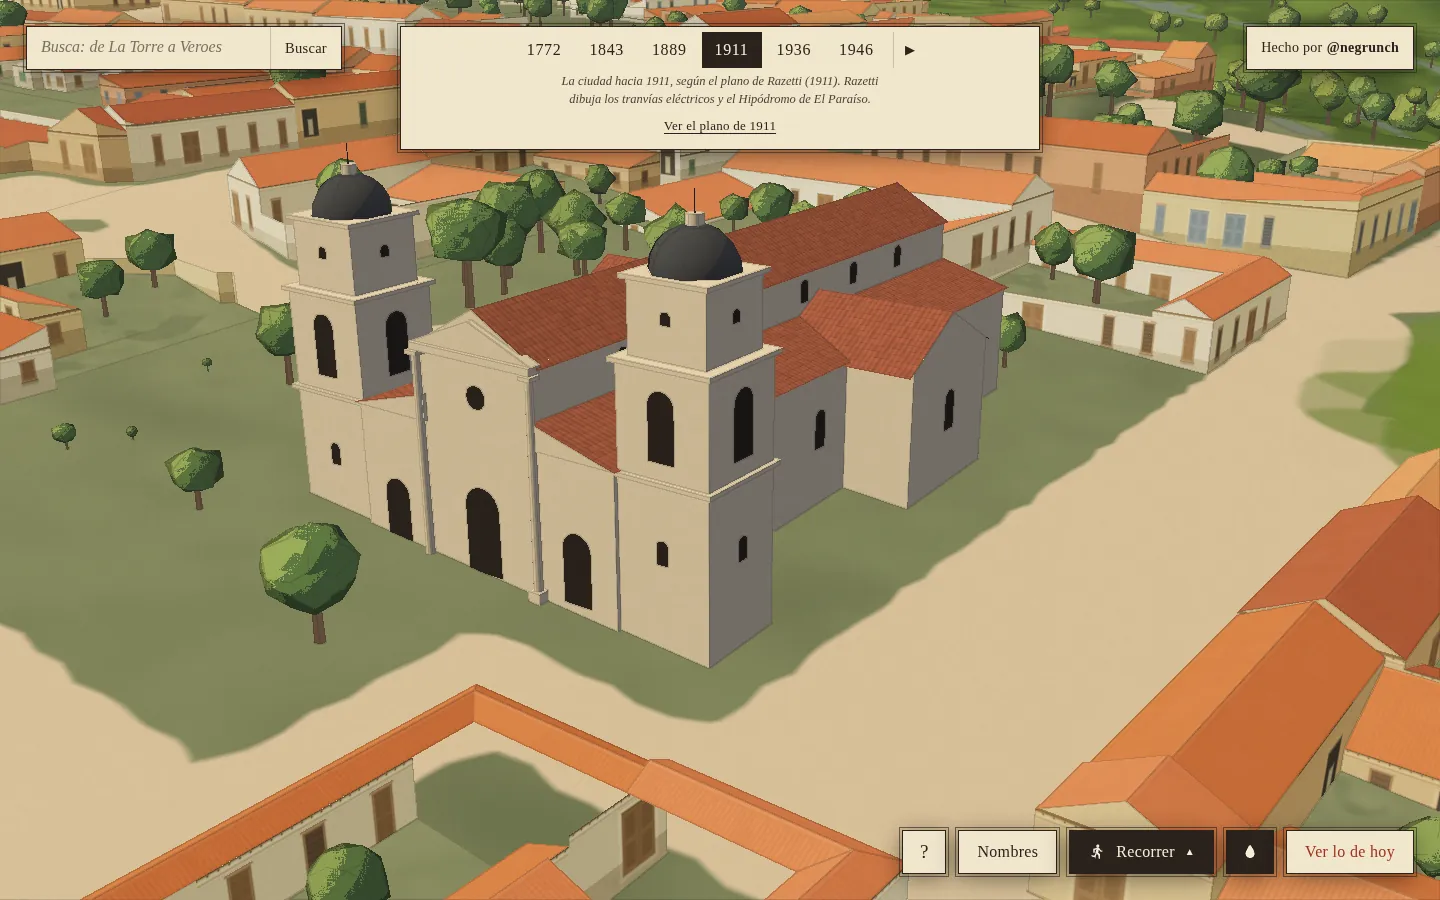 Busca: de La Torre a Veroes
Buscar
1772 1843 1889 1911 1936 1946 ▶
La ciudad hacia 1911, según el plano de Razetti (1911). Razetti
dibuja los tranvías eléctricos y el Hipódromo de El Paraíso.
Ver el plano de 1911
Hecho por @negrunch
?
Nombres
Recorrer ▲
Ver lo de hoy